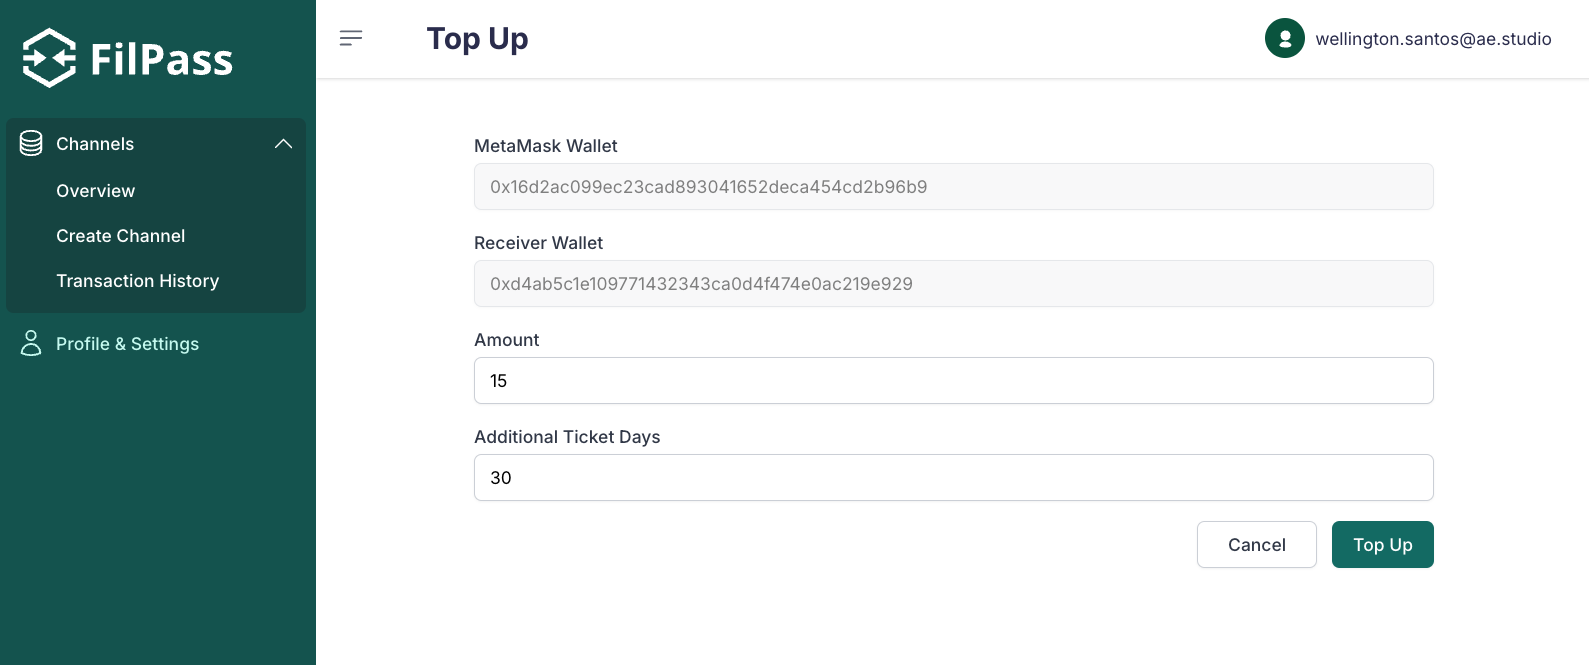 FilPass
Channels
Overview
Create Channel
Transaction History
Profile & Settings
Top Up
wellington.santos@ae.studio
MetaMask Wallet
0x16d2ac099ec23cad893041652deca454cd2b96b9
Receiver Wallet
0xd4ab5c1e109771432343ca0d4f474e0ac219e929
Amount
15
Additional Ticket Days
30
Cancel
Top Up